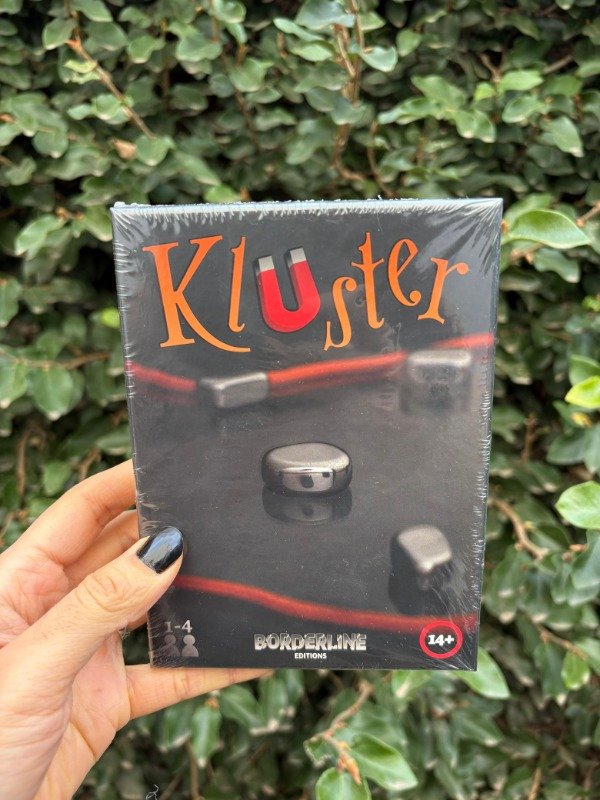 Kluster
1-4
BORDERLINE
EDITIONS
14+